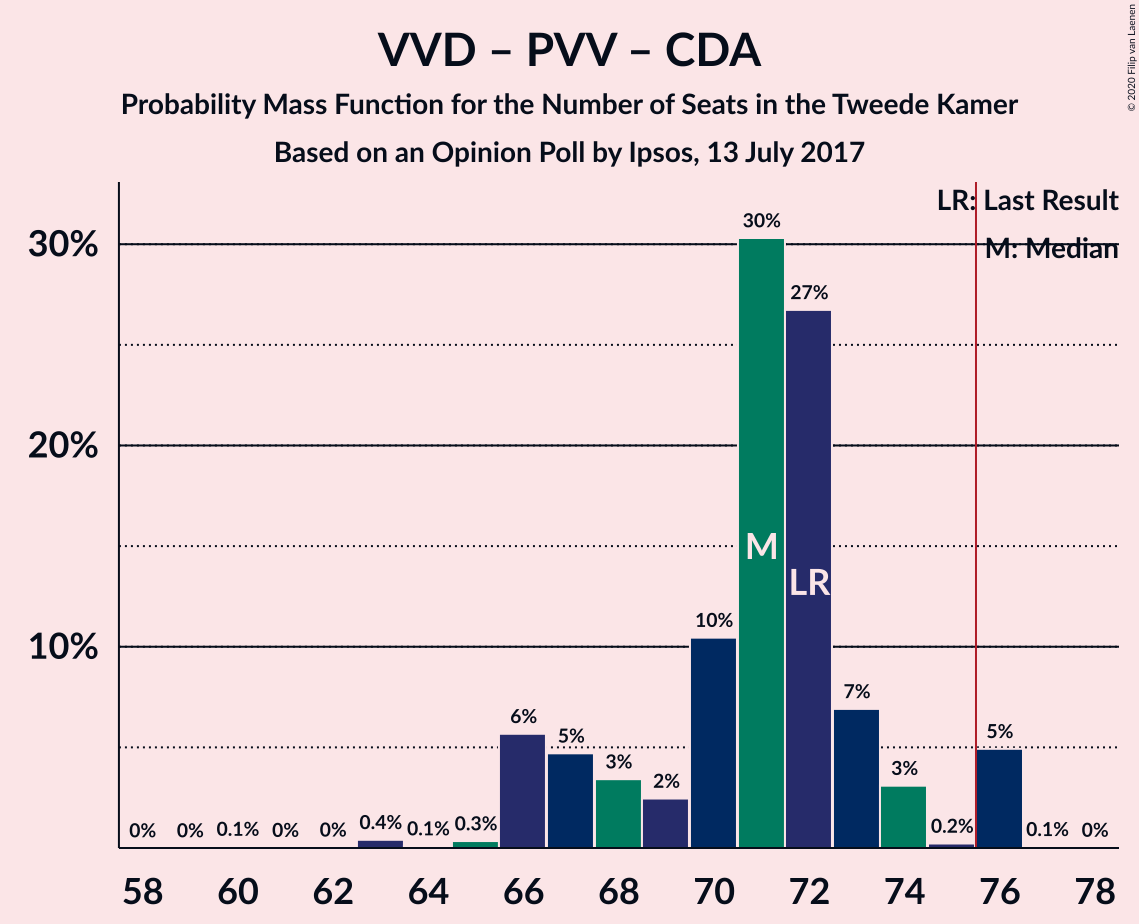 VVD – PVV – CDA
Probability Mass Function for the Number of Seats in the Tweede Kamer
Based on an Opinion Poll by Ipsos, 13 July 2017
© 2020 Filip van Laenen
LR: Last Result
M: Median
30%
20%
10%
0%
0%
0.1%
0%
0%
0.4%
0.1%
0.3%
6%
5%
3%
2%
10%
30%
27%
7%
3%
0.2%
5%
0.1%
0%
M
LR
58 60 62 64 66 68 70 72 74 76 78